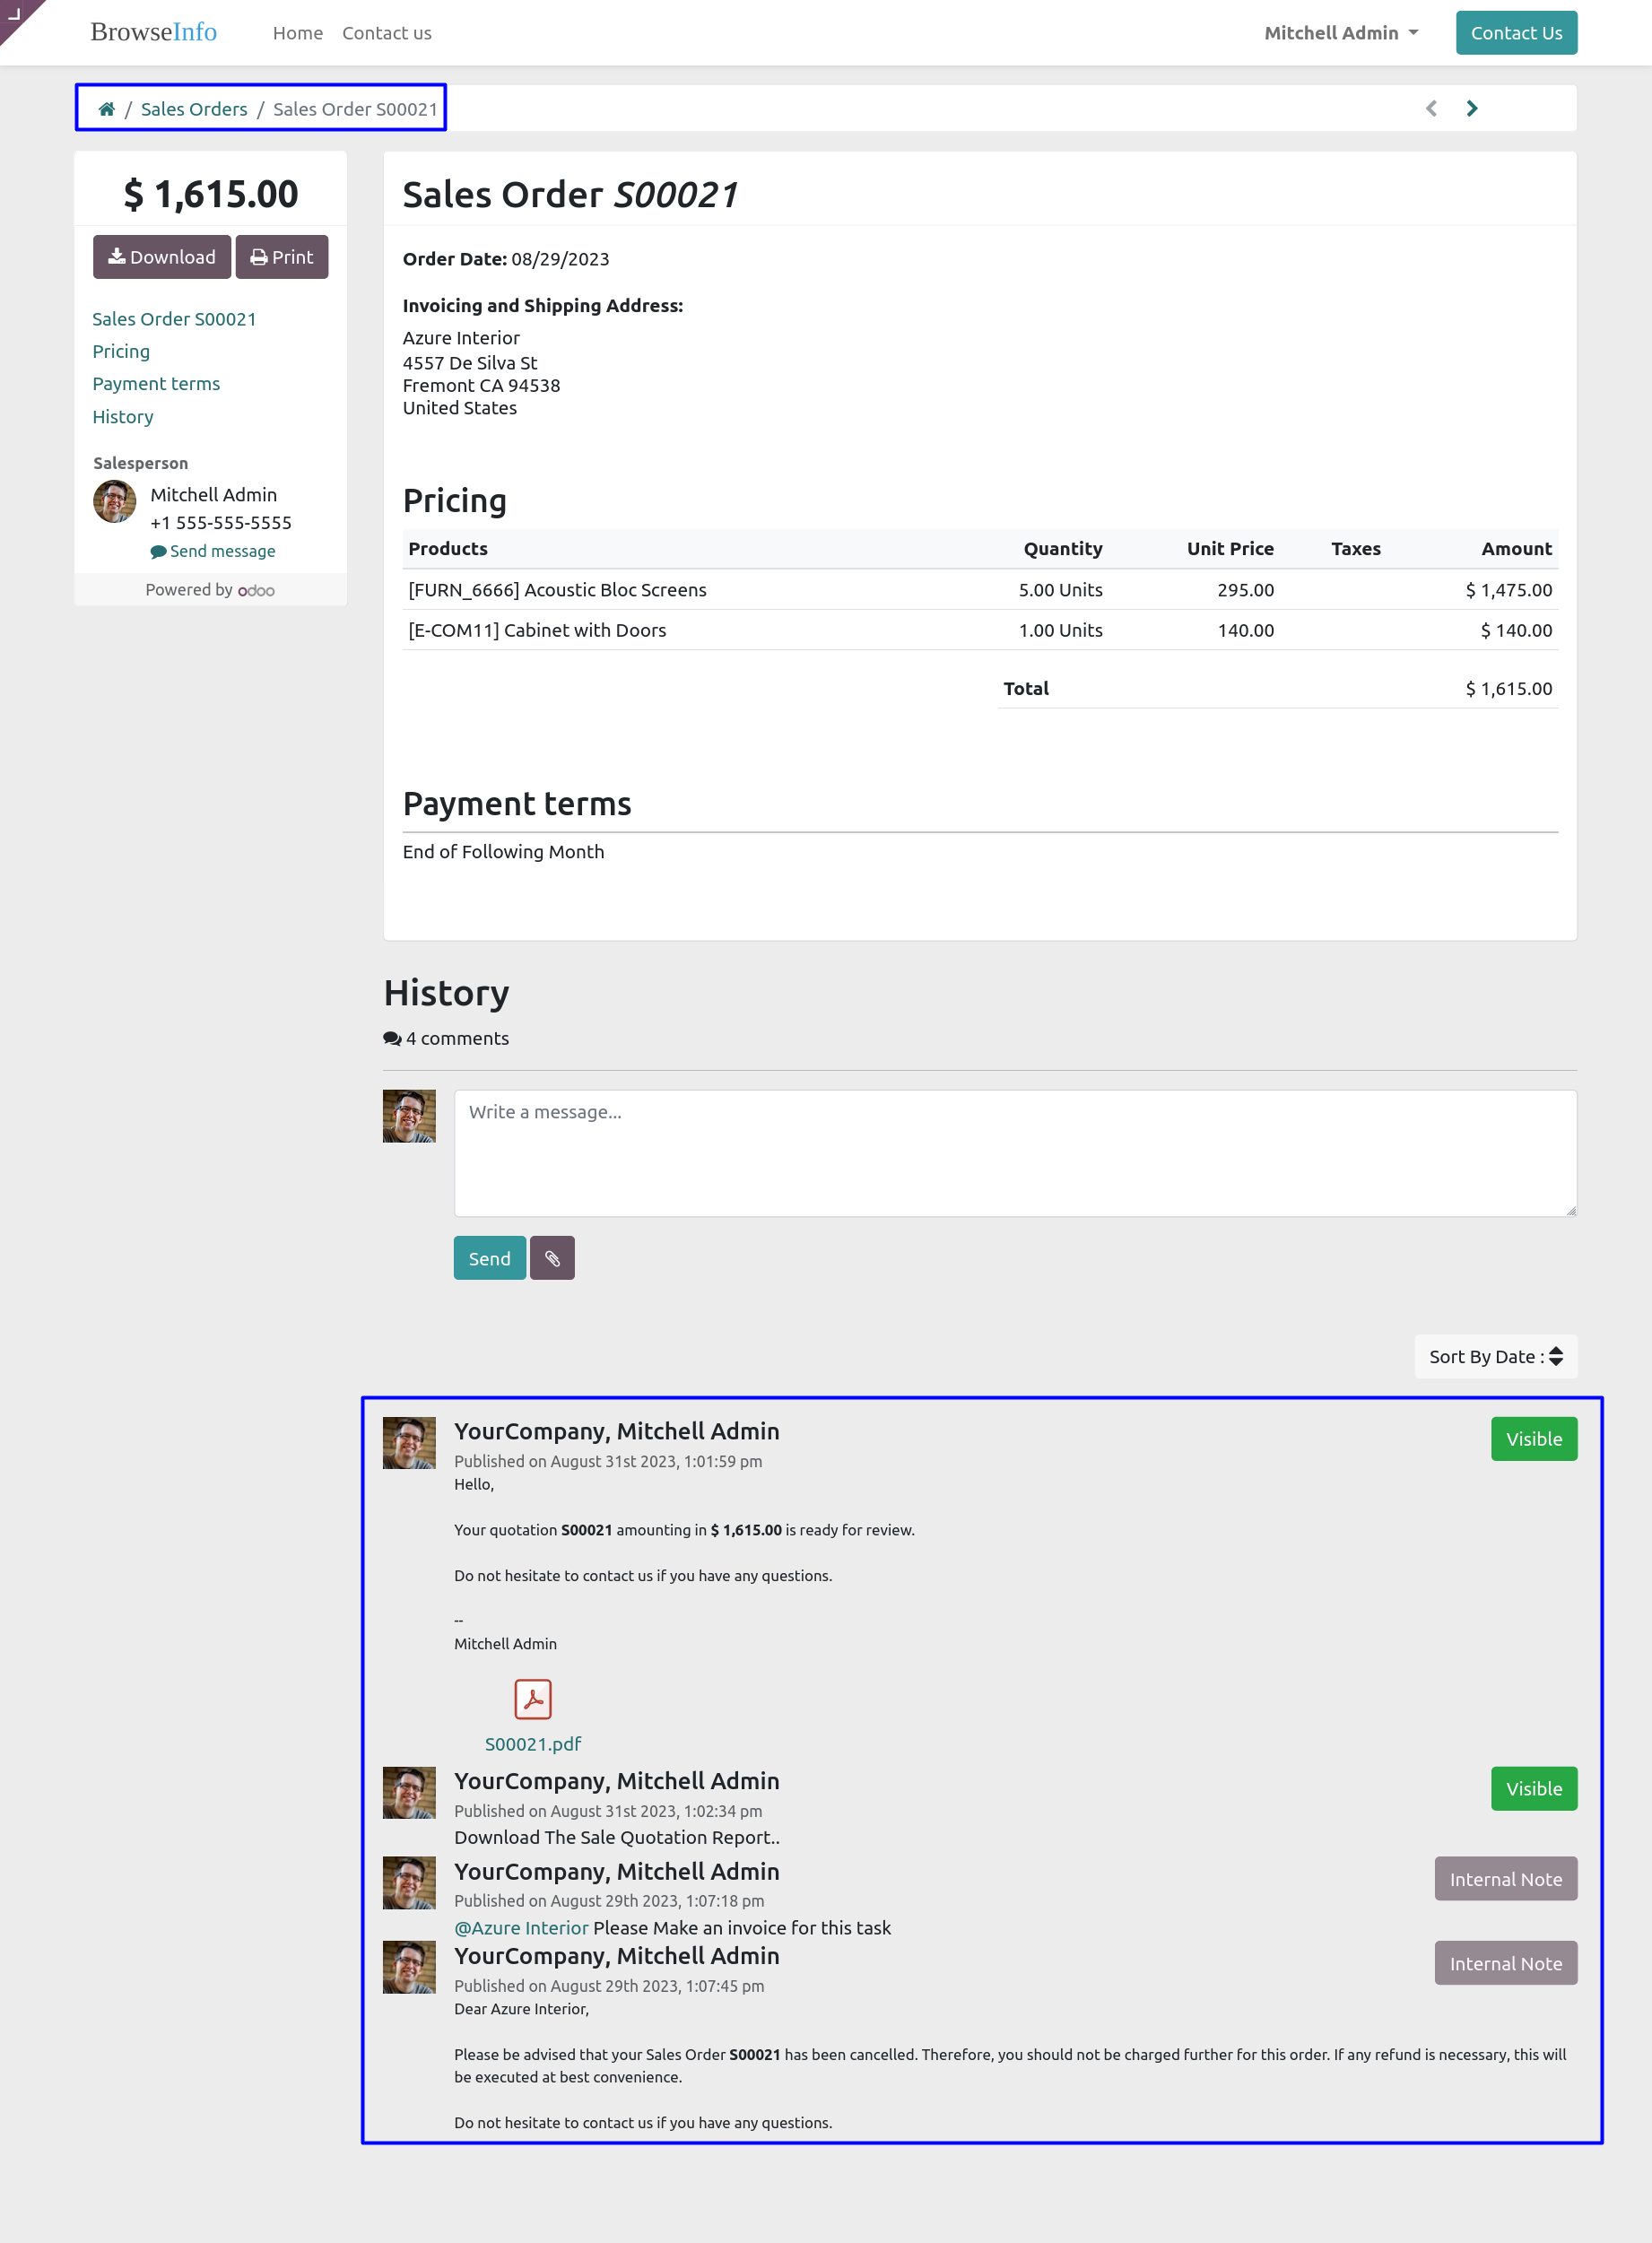 BrowseInfo Home Contact us Mitchell Admin Contact Us
/ Sales Orders / Sales Order S00021
$ 1,615.00
Download Print
Sales Order S00021
Pricing
Payment terms
History
Salesperson
Mitchell Admin
+1 555-555-5555
Send message
Powered by odoo
Sales Order S00021
Order Date: 08/29/2023
Invoicing and Shipping Address:
Azure Interior
4557 De Silva St
Fremont CA 94538
United States
Pricing
Products Quantity Unit Price Taxes Amount
[FURN_6666] Acoustic Bloc Screens 5.00 Units 295.00 $ 1,475.00
[E-COM11] Cabinet with Doors 1.00 Units 140.00 $ 140.00
Total $ 1,615.00
Payment terms
End of Following Month
History
4 comments
Write a message...
Send
Sort By Date :
YourCompany, Mitchell Admin Visible
Published on August 31st 2023, 1:01:59 pm
Hello,
Your quotation S00021 amounting in $ 1,615.00 is ready for review.
Do not hesitate to contact us if you have any questions.
--
Mitchell Admin
S00021.pdf
YourCompany, Mitchell Admin Visible
Published on August 31st 2023, 1:02:34 pm
Download The Sale Quotation Report..
YourCompany, Mitchell Admin Internal Note
Published on August 29th 2023, 1:07:18 pm
@Azure Interior Please Make an invoice for this task
YourCompany, Mitchell Admin Internal Note
Published on August 29th 2023, 1:07:45 pm
Dear Azure Interior,
Please be advised that your Sales Order S00021 has been cancelled. Therefore, you should not be charged further for this order. If any refund is necessary, this will
be executed at best convenience.
Do not hesitate to contact us if you have any questions.